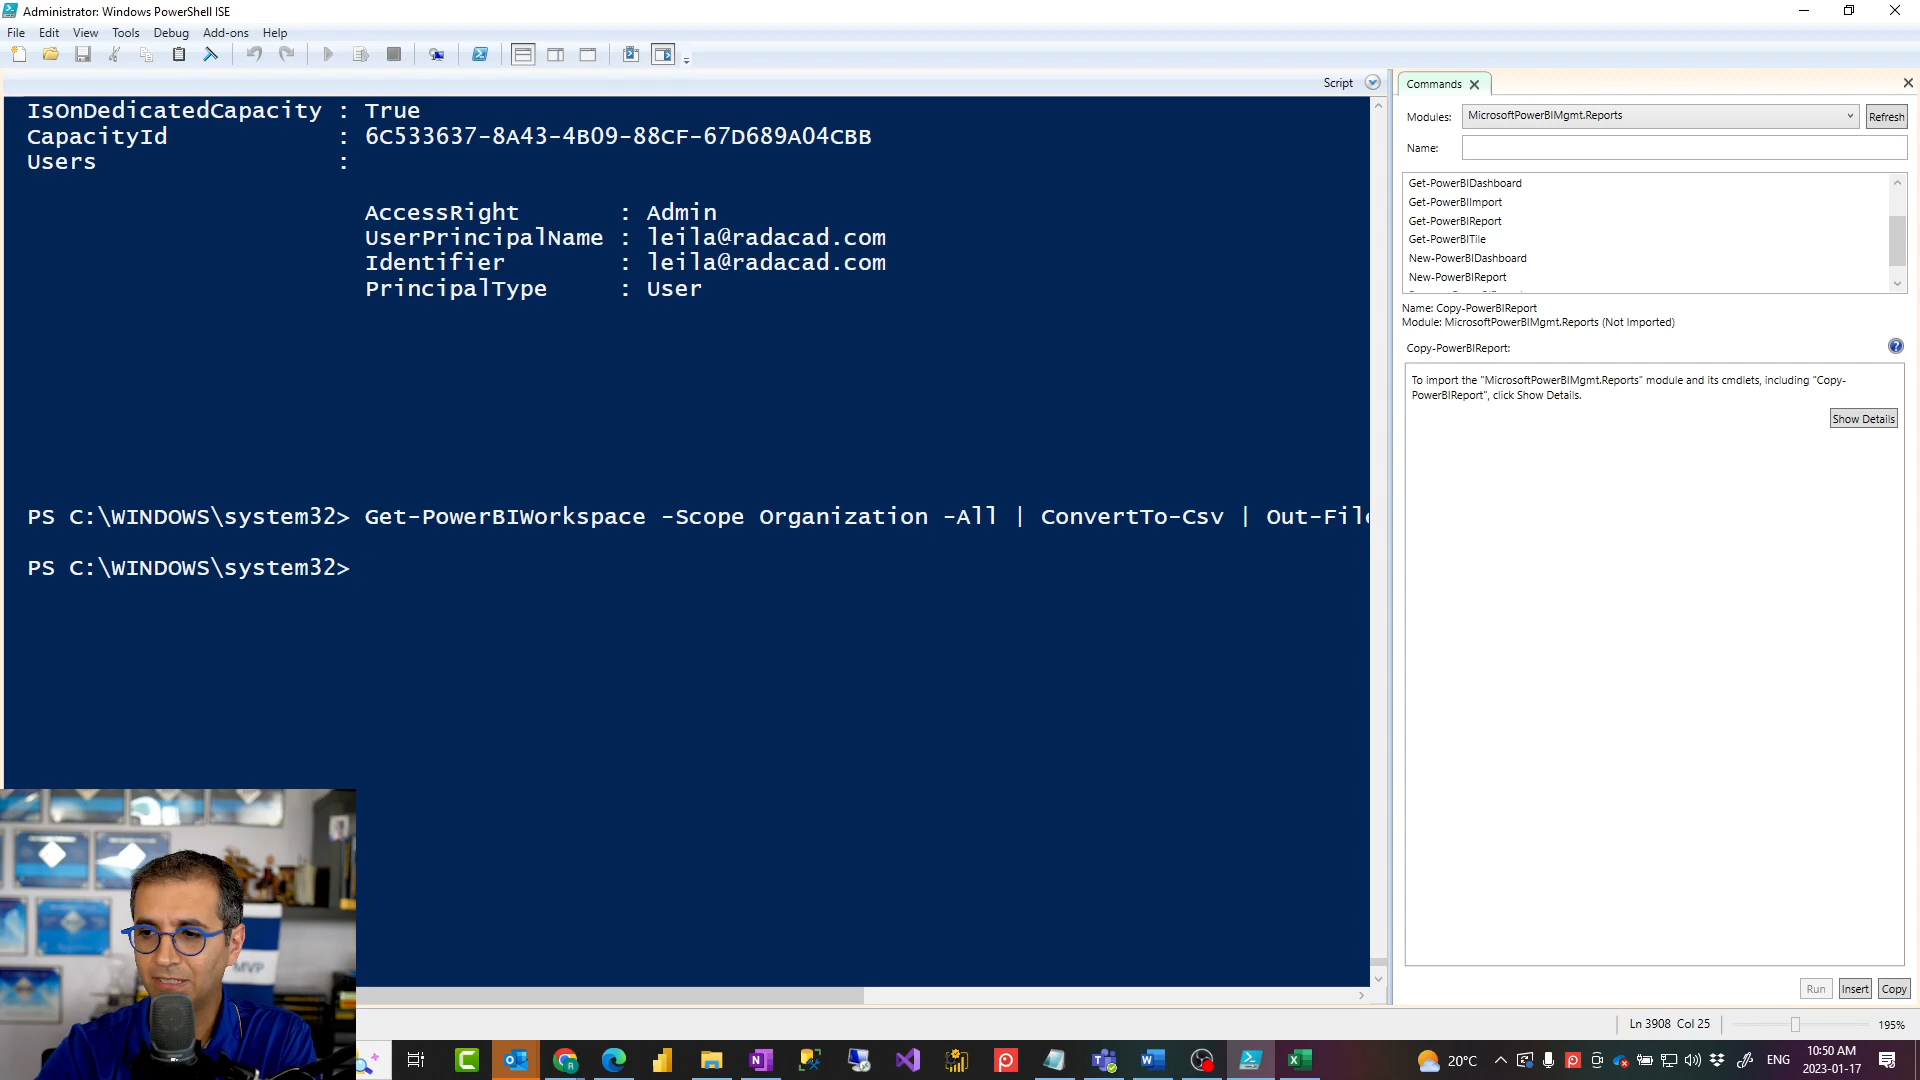 Administrator: Windows PowerShell ISE
File Edit View Tools Debug Add-ons Help
Script
IsOnDedicatedCapacity : True
CapacityId : 6C533637-8A43-4B09-88CF-67D689A04CBB
Users :
AccessRight : Admin
UserPrincipalName : leila@radacad.com
Identifier : leila@radacad.com
PrincipalType : User
PS C:\WINDOWS\system32> Get-PowerBIWorkspace -Scope Organization -All | ConvertTo-Csv | Out-File
PS C:\WINDOWS\system32>
Commands
Modules: MicrosoftPowerBIMgmt.Reports Refresh
Name:
Get-PowerBIDashboard
Get-PowerBIImport
Get-PowerBIReport
Get-PowerBITile
New-PowerBIDashboard
New-PowerBIReport
Name: Copy-PowerBIReport
Module: MicrosoftPowerBIMgmt.Reports (Not Imported)
Copy-PowerBIReport:
To import the "MicrosoftPowerBIMgmt.Reports" module and its cmdlets, including "Copy-
PowerBIReport", click Show Details.
Show Details
Run Insert Copy
MVP
Ln 3908 Col 25 195%
20°C ENG 10:50 AM
2023-01-17